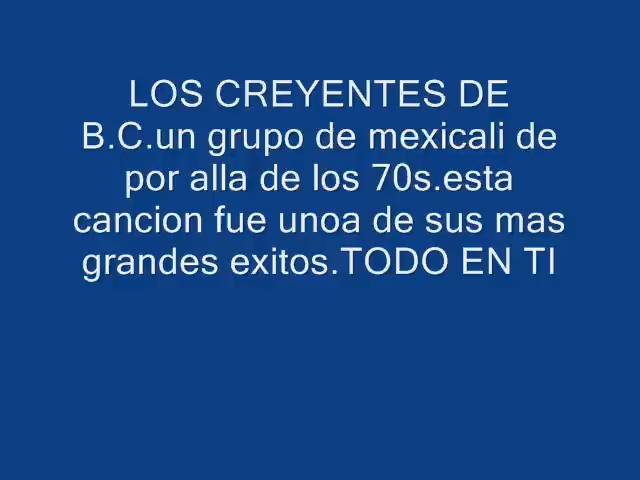 LOS CREYENTES DE
B.C.un grupo de mexicali de
por alla de los 70s.esta
cancion fue unoa de sus mas
grandes exitos.TODO EN TI